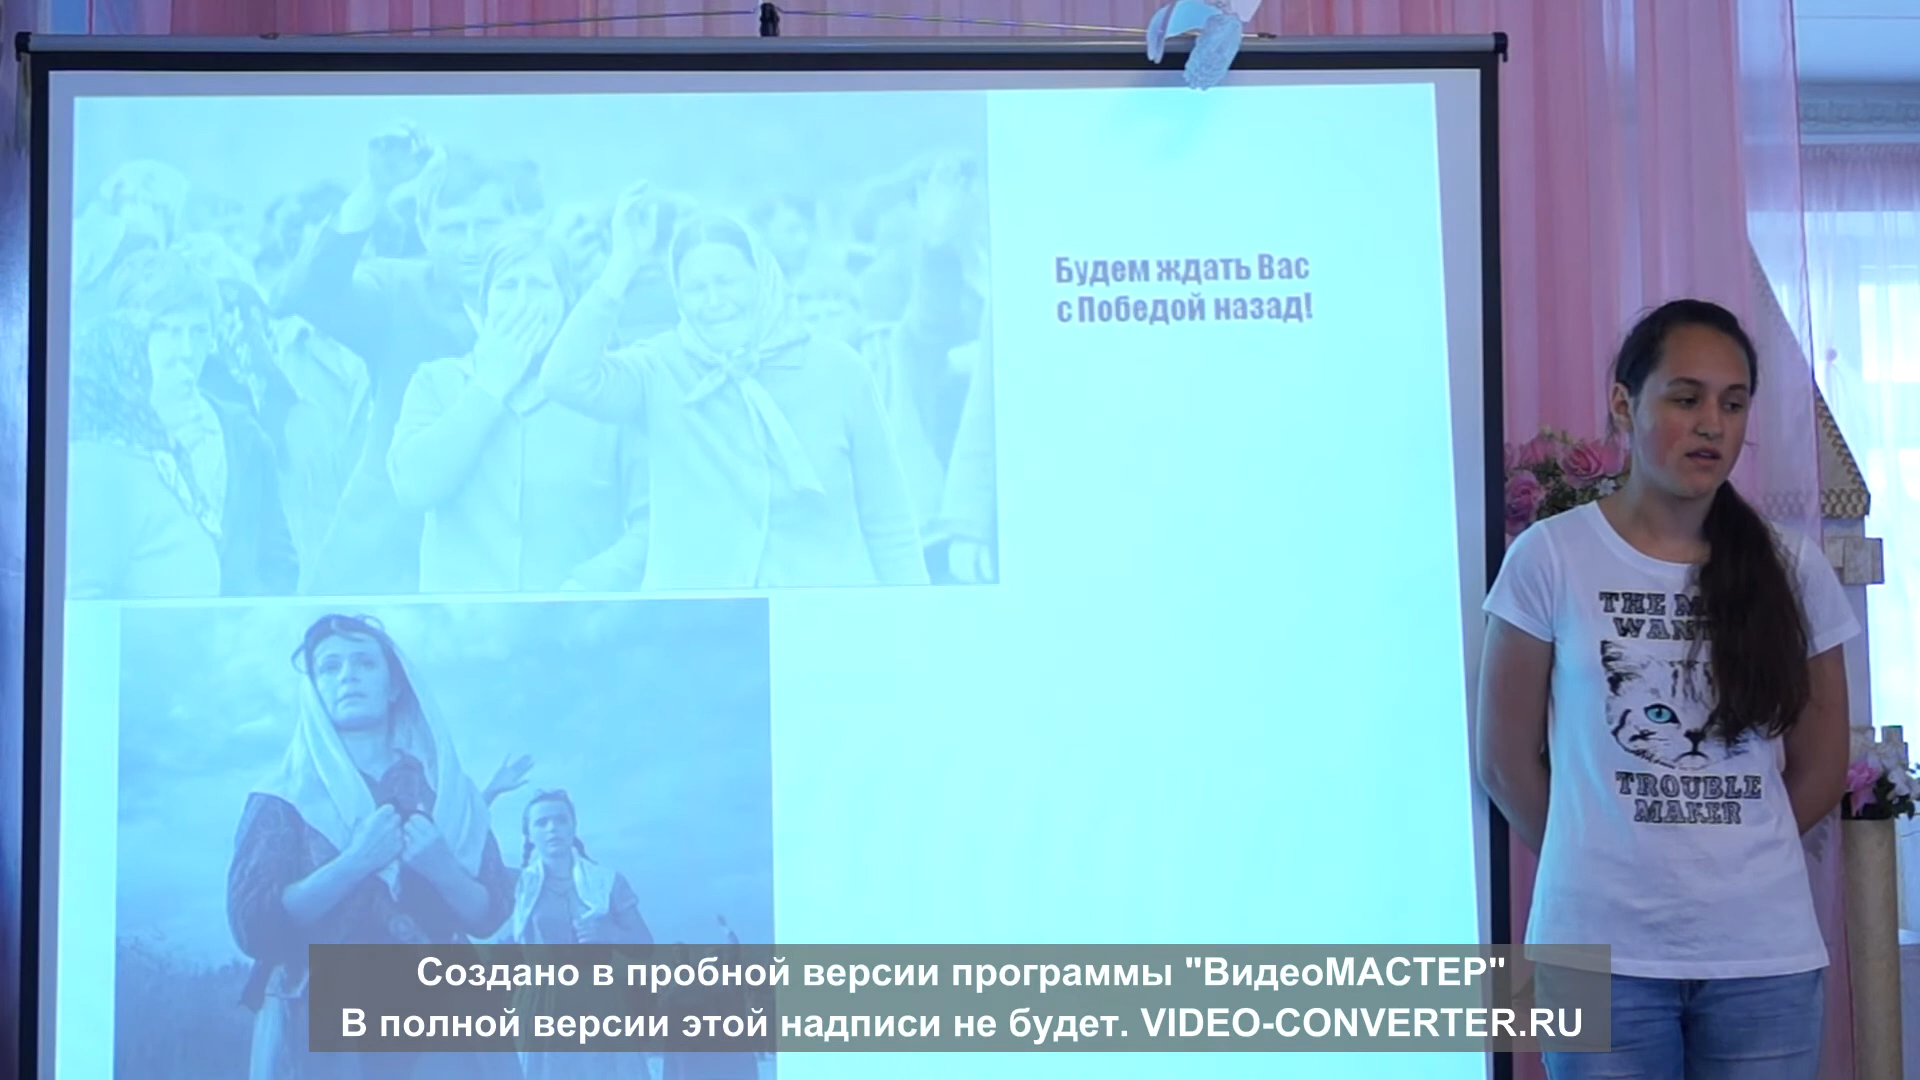 Будем ждать Вас
с Победой назад!
THE
TROUBLE
MAKER
Создано в пробной версии программы "ВидеоМАСТЕР"
В полной версии этой надписи не будет. VIDEO-CONVERTER.RU